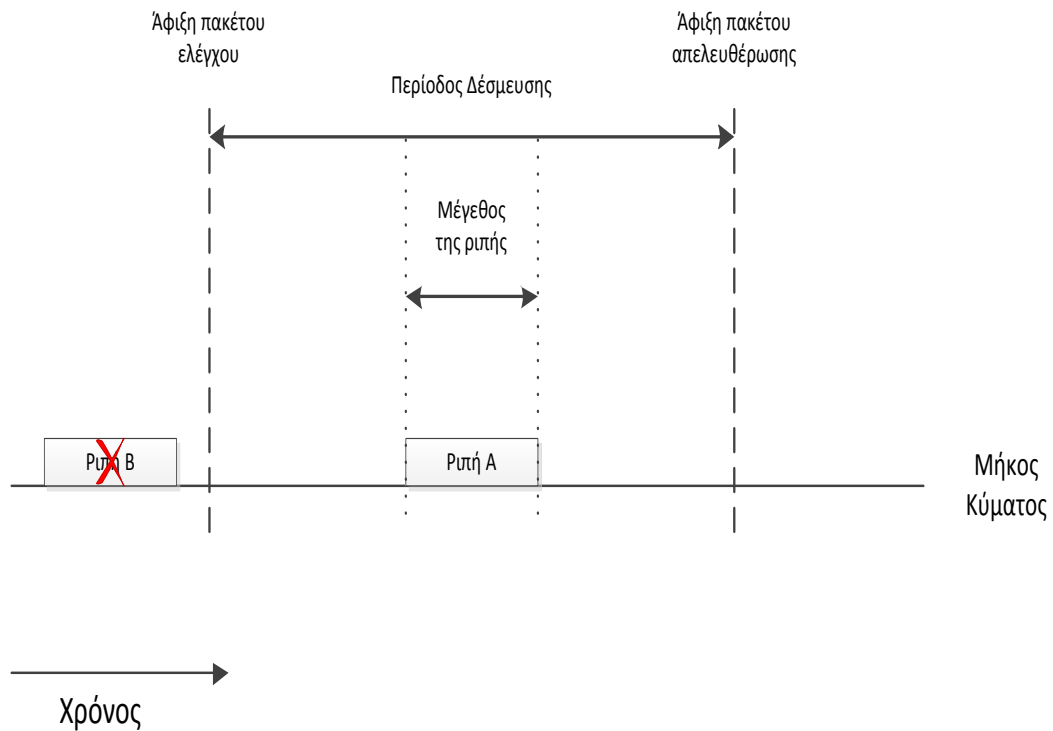 Άφιξη πακέτου
ελέγχου
Άφιξη πακέτου
απελευθέρωσης
Περίοδος Δέσμευσης
Μέγεθος
της ριπής
Ριπή Β
Ριπή Α
Μήκος
Κύματος
Χρόνος